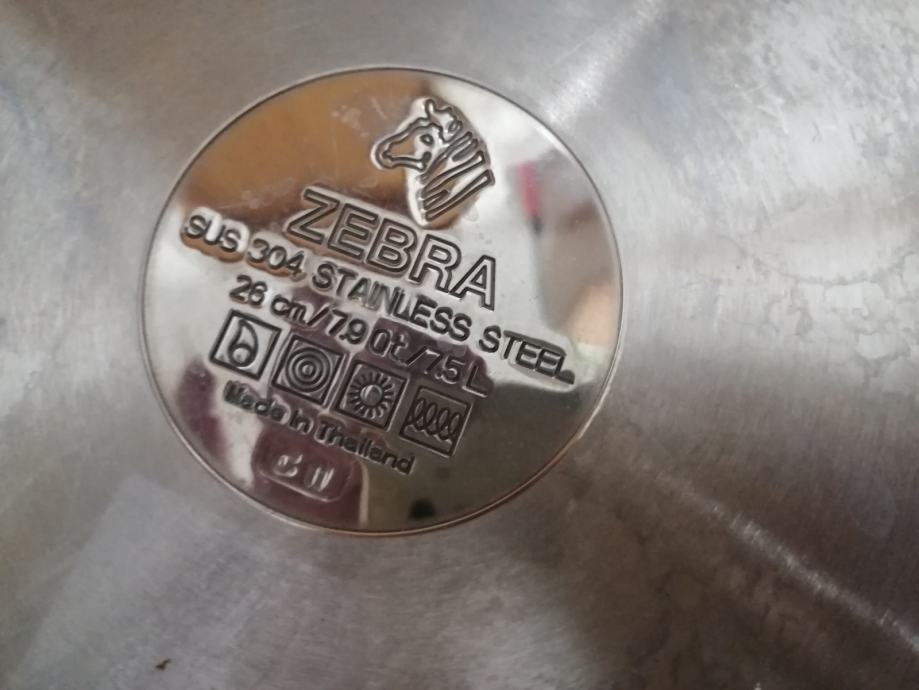 ZEBRA
SUS 304 STAINLESS STEEL
26 cm/7.9 Qt./7.5 L
Made in Thailand